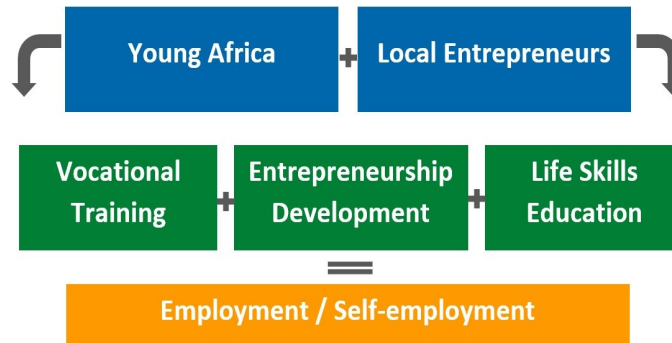 Young Africa + Local Entrepreneurs
Vocational Training + Entrepreneurship Development + Life Skills Education
=
Employment / Self-employment